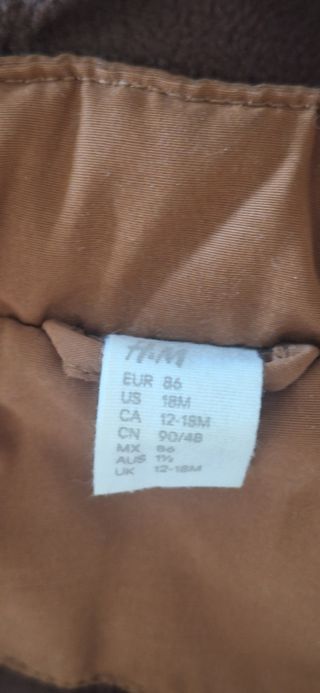 H&M
EUR 86
US 18M
CA 12-18M
CN 90/48
MX 86
AUS 1½
UK 12-18M